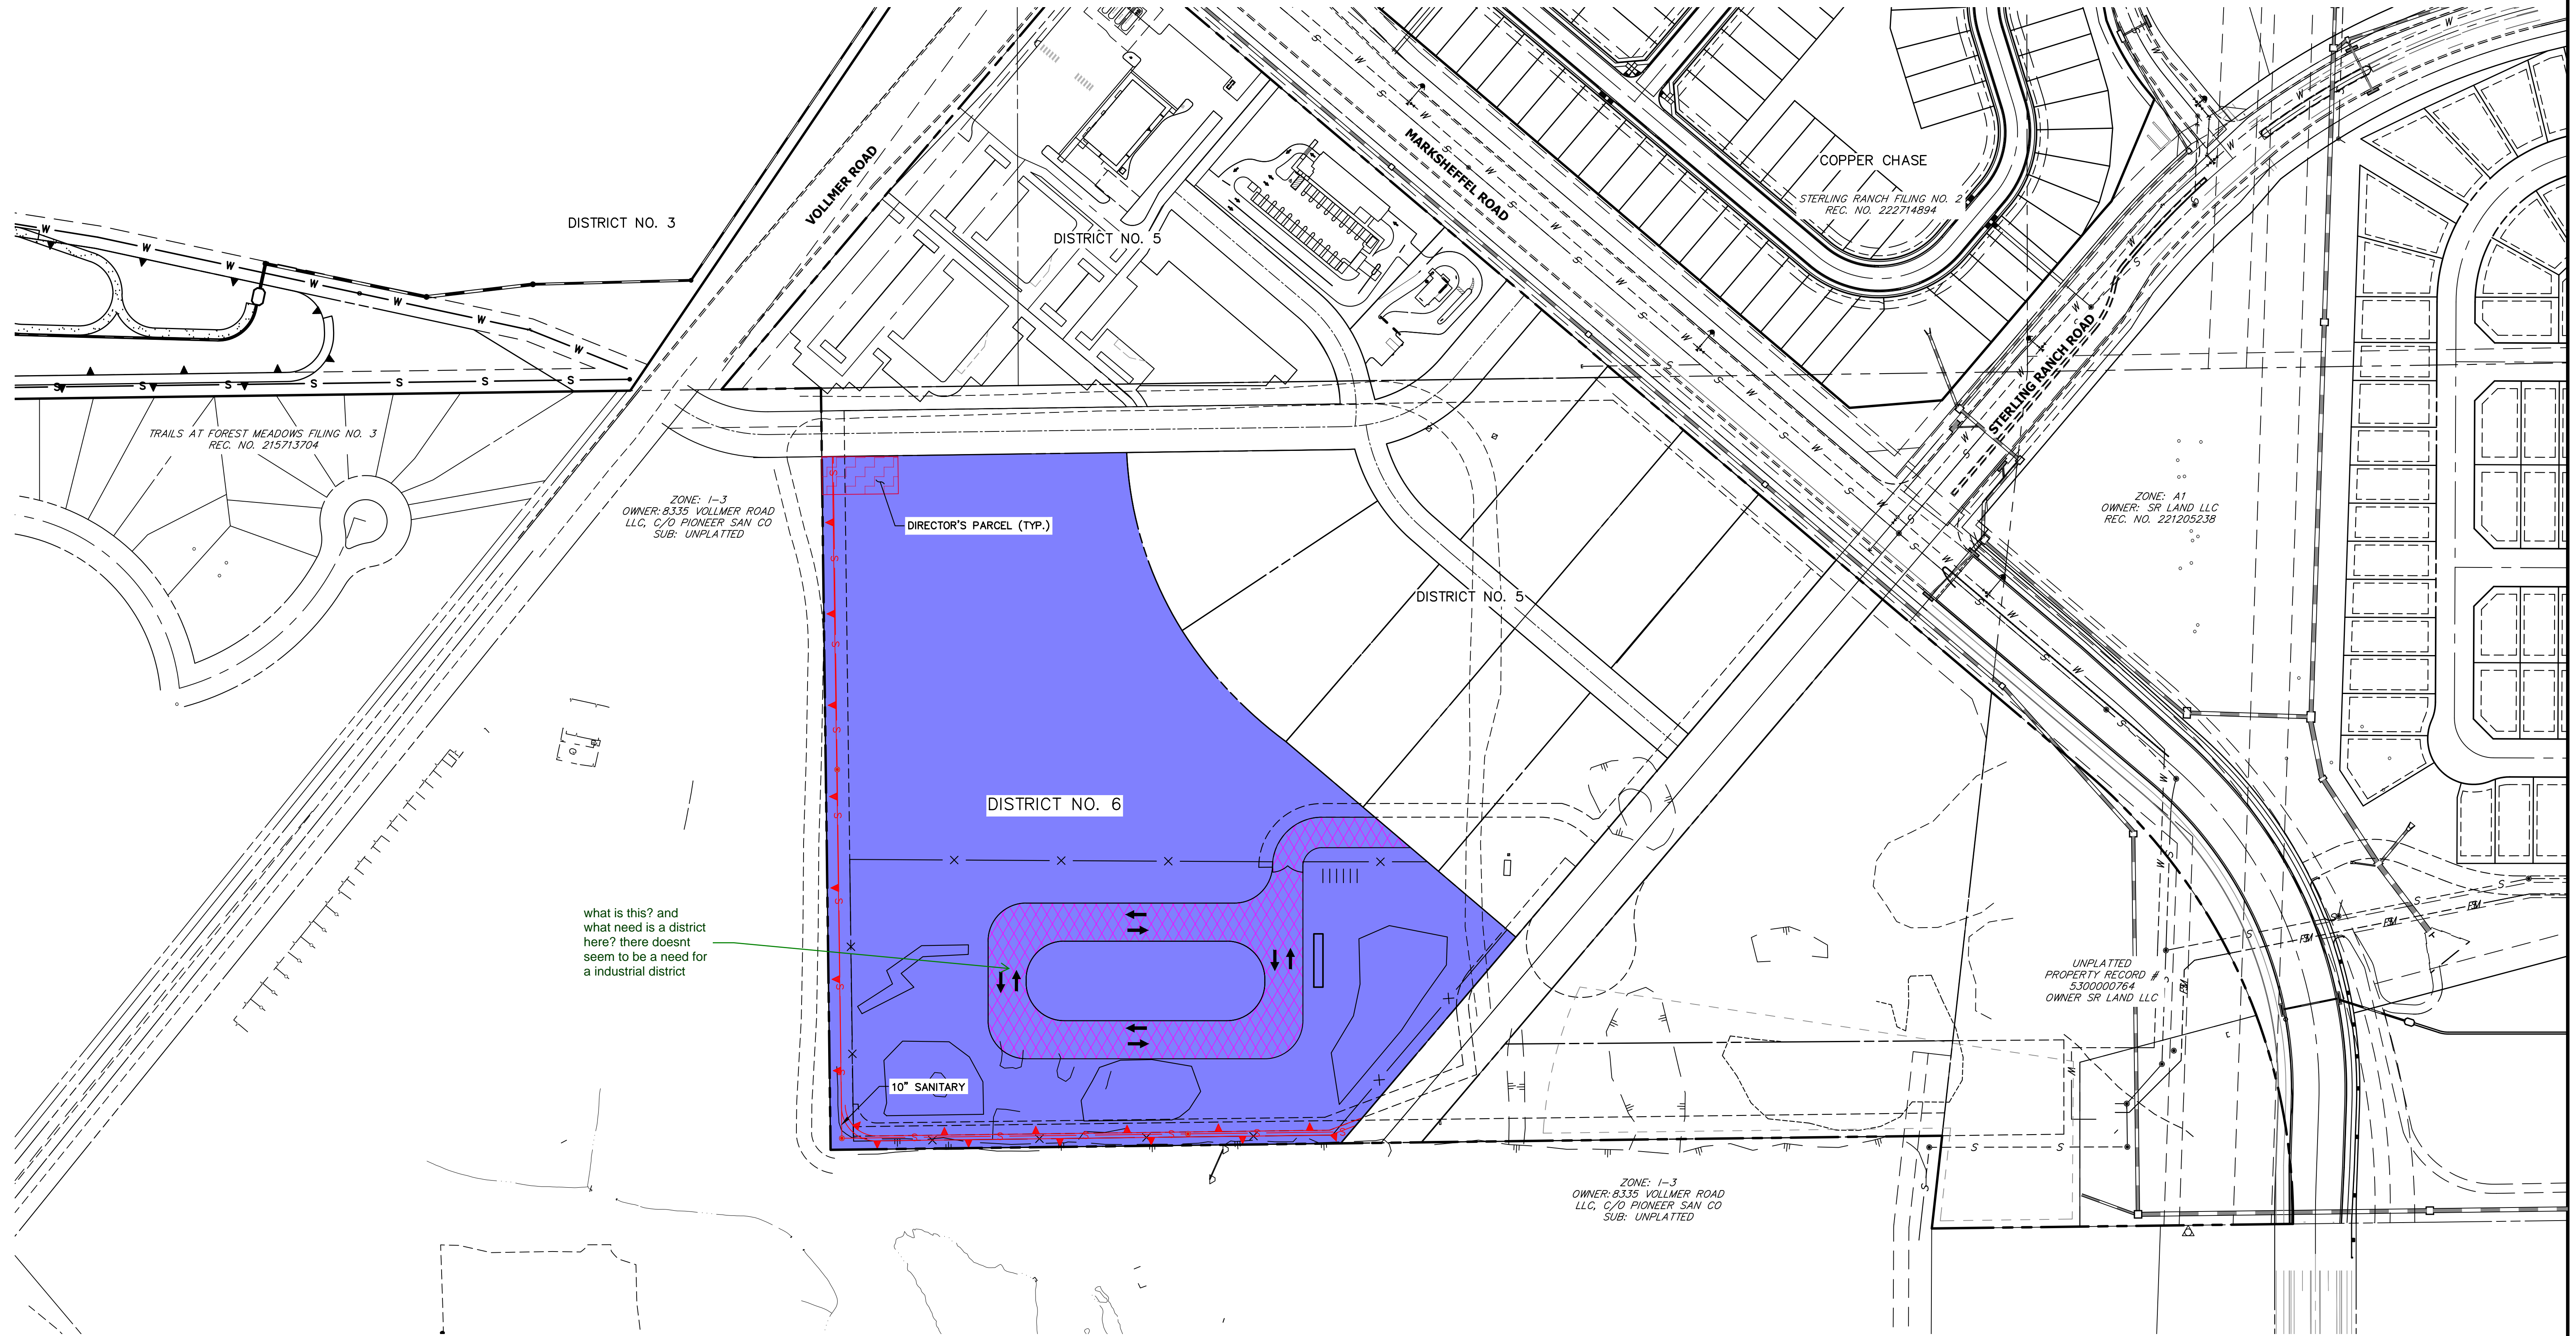 DISTRICT NO. 3
VOLLMER ROAD
DISTRICT NO. 5
MARKSHEFFEL ROAD
COPPER CHASE
STERLING RANCH FILING NO. 2
REC. NO. 222714894
STERLING RANCH ROAD
TRAILS AT FOREST MEADOWS FILING NO. 3
REC. NO. 215713704
ZONE: I-3
OWNER: 8335 VOLLMER ROAD
LLC, C/O PIONEER SAN CO
SUB: UNPLATTED
DIRECTOR'S PARCEL (TYP.)
ZONE: A1
OWNER: SR LAND LLC
REC. NO. 221205238
DISTRICT NO. 5
DISTRICT NO. 6
what is this? and
what need is a district
here? there doesnt
seem to be a need for
a industrial district
UNPLATTED
PROPERTY RECORD #
5300000764
OWNER SR LAND LLC
10" SANITARY
ZONE: I-3
OWNER: 8335 VOLLMER ROAD
LLC, C/O PIONEER SAN CO
SUB: UNPLATTED